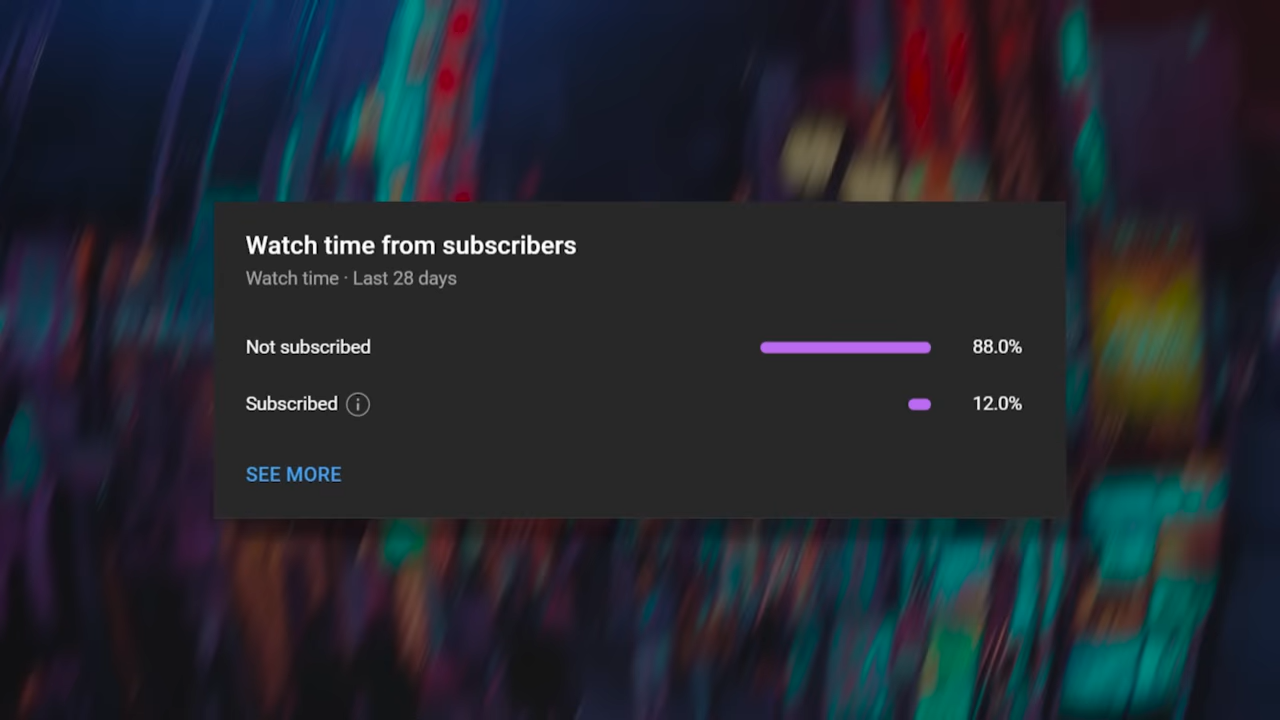 Watch time from subscribers
Watch time · Last 28 days
Not subscribed 88.0%
Subscribed 12.0%
SEE MORE